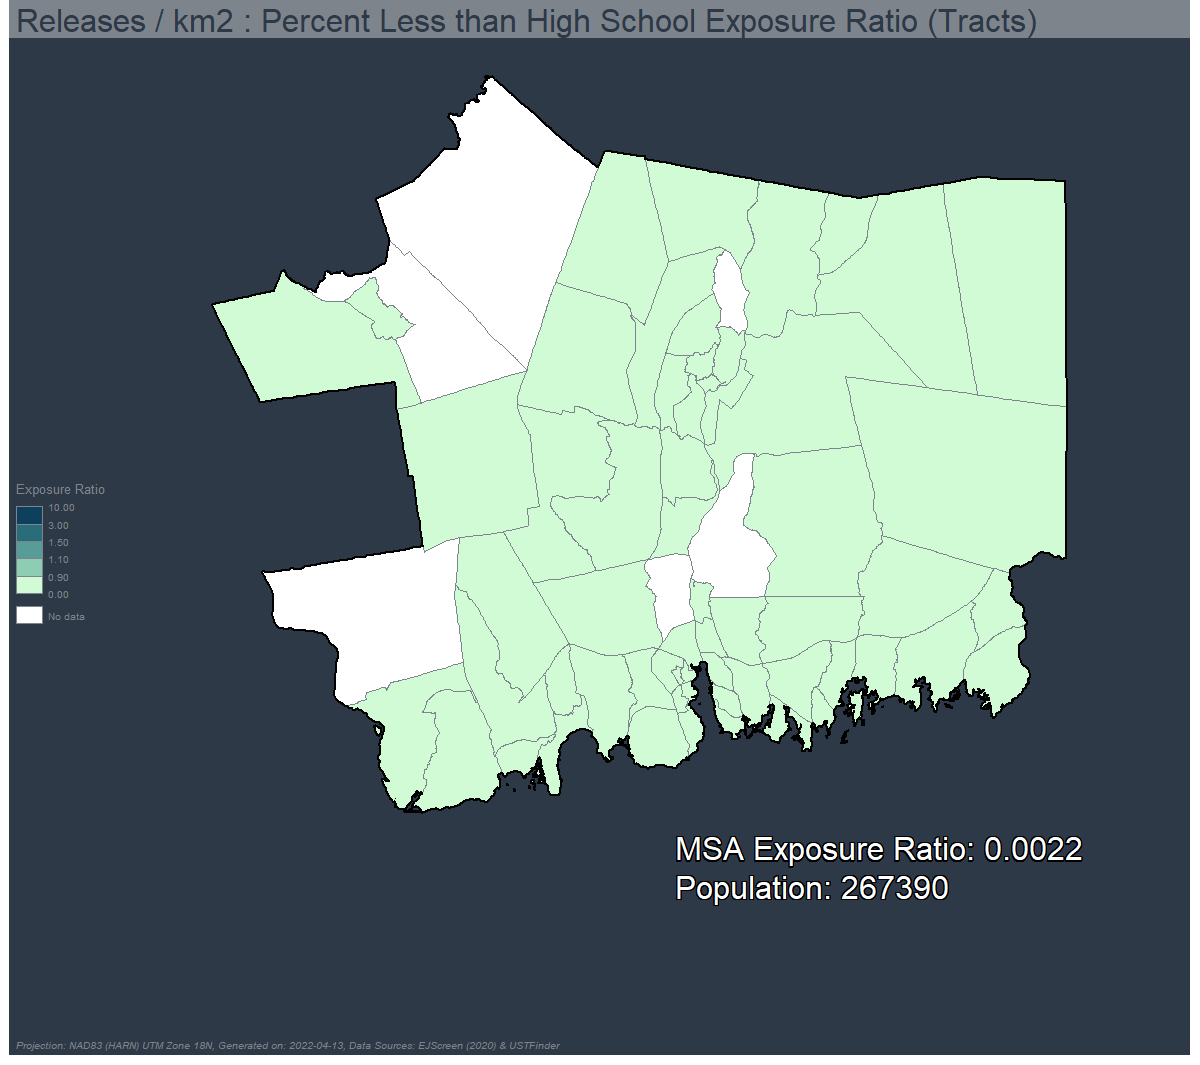 Releases / km2 : Percent Less than High School Exposure Ratio (Tracts)
Exposure Ratio
10.00
3.00
1.50
1.10
0.90
0.00
No data
MSA Exposure Ratio: 0.0022
Population: 267390
Projection: NAD83 (HARN) UTM Zone 18N, Generated on: 2022-04-13, Data Sources: EJScreen (2020) & USTFinder